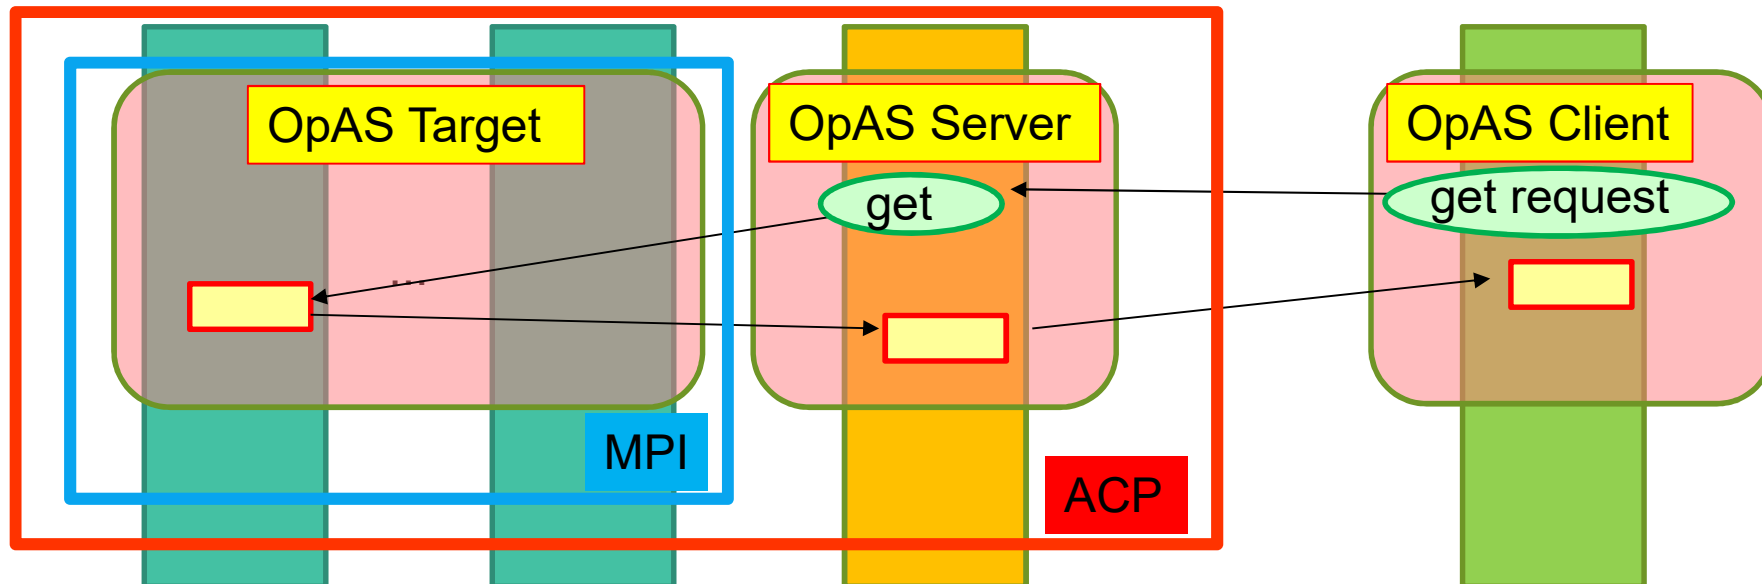 OpAS Target
OpAS Server
OpAS Client
get
get request
...
MPI
ACP